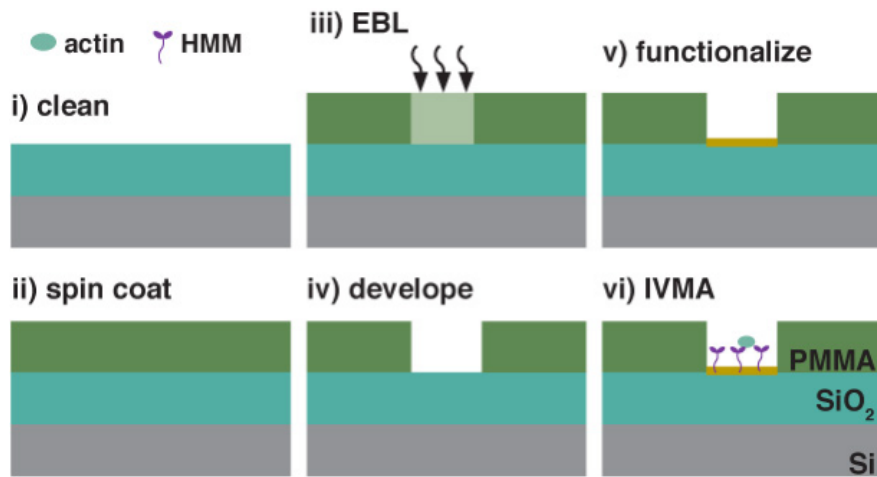 actin
HMM
i) clean
ii) spin coat
iii) EBL
iv) develope
v) functionalize
vi) IVMA
PMMA
SiO₂
Si